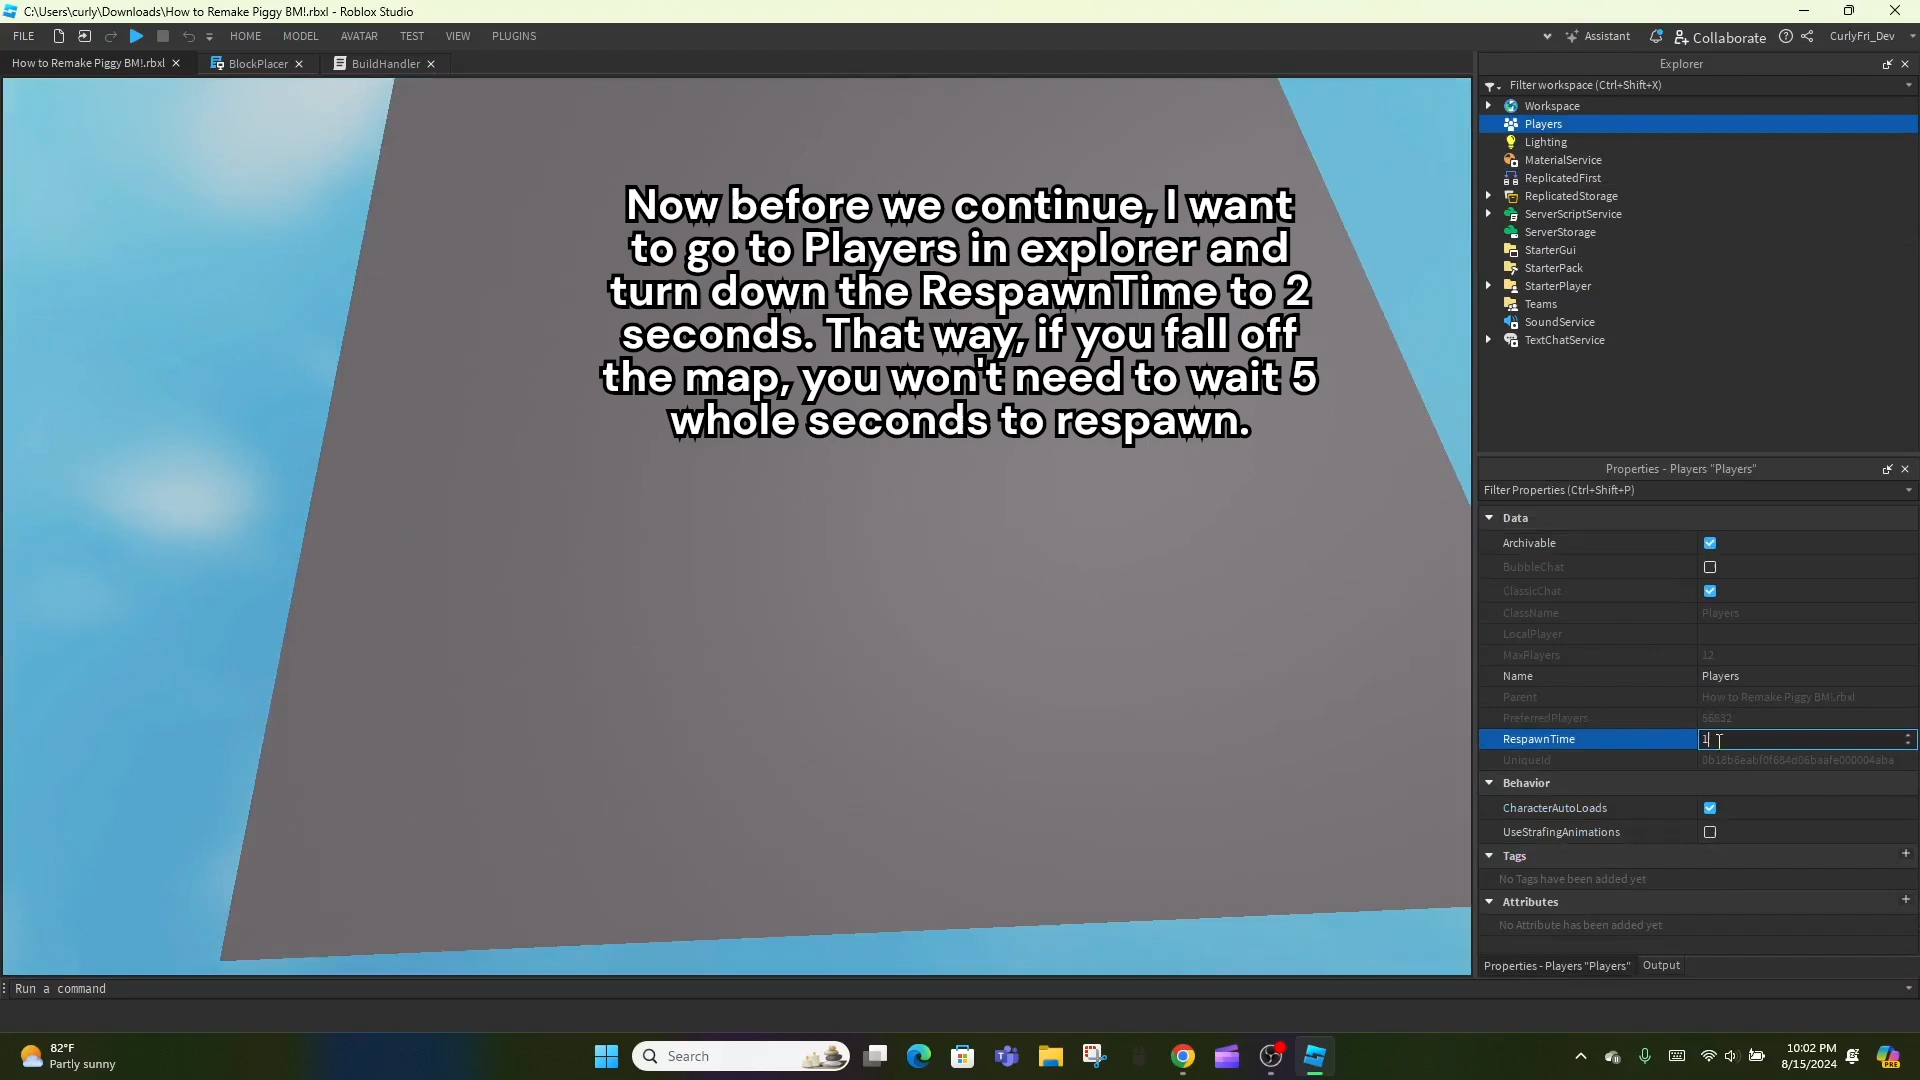 C:\Users\curly\Downloads\How to Remake Piggy BM!.rbxl - Roblox Studio
FILE HOME MODEL AVATAR TEST VIEW PLUGINS Assistant Collaborate CurlyFri_Dev
How to Remake Piggy BM!.rbxl BlockPlacer BuildHandler
Now before we continue, I want
to go to Players in explorer and
turn down the RespawnTime to 2
seconds. That way, if you fall off
the map, you won't need to wait 5
whole seconds to respawn.
Explorer
Filter workspace (Ctrl+Shift+X)
Workspace
Players
Lighting
MaterialService
ReplicatedFirst
ReplicatedStorage
ServerScriptService
ServerStorage
StarterGui
StarterPack
StarterPlayer
Teams
SoundService
TextChatService
Properties - Players "Players"
Filter Properties (Ctrl+Shift+P)
Data
Archivable
BubbleChat
ClassicChat
ClassName Players
LocalPlayer
MaxPlayers 12
Name Players
Parent How to Remake Piggy BM!.rbxl
PreferredPlayers
RespawnTime 1
UniqueId
Behavior
CharacterAutoLoads
UseStrafingAnimations
Tags
No Tags have been added yet
Attributes
No Attribute has been added yet
Properties - Players "Players" Output
Run a command
82°F
Partly sunny
Search
10:02 PM
8/15/2024
PRE